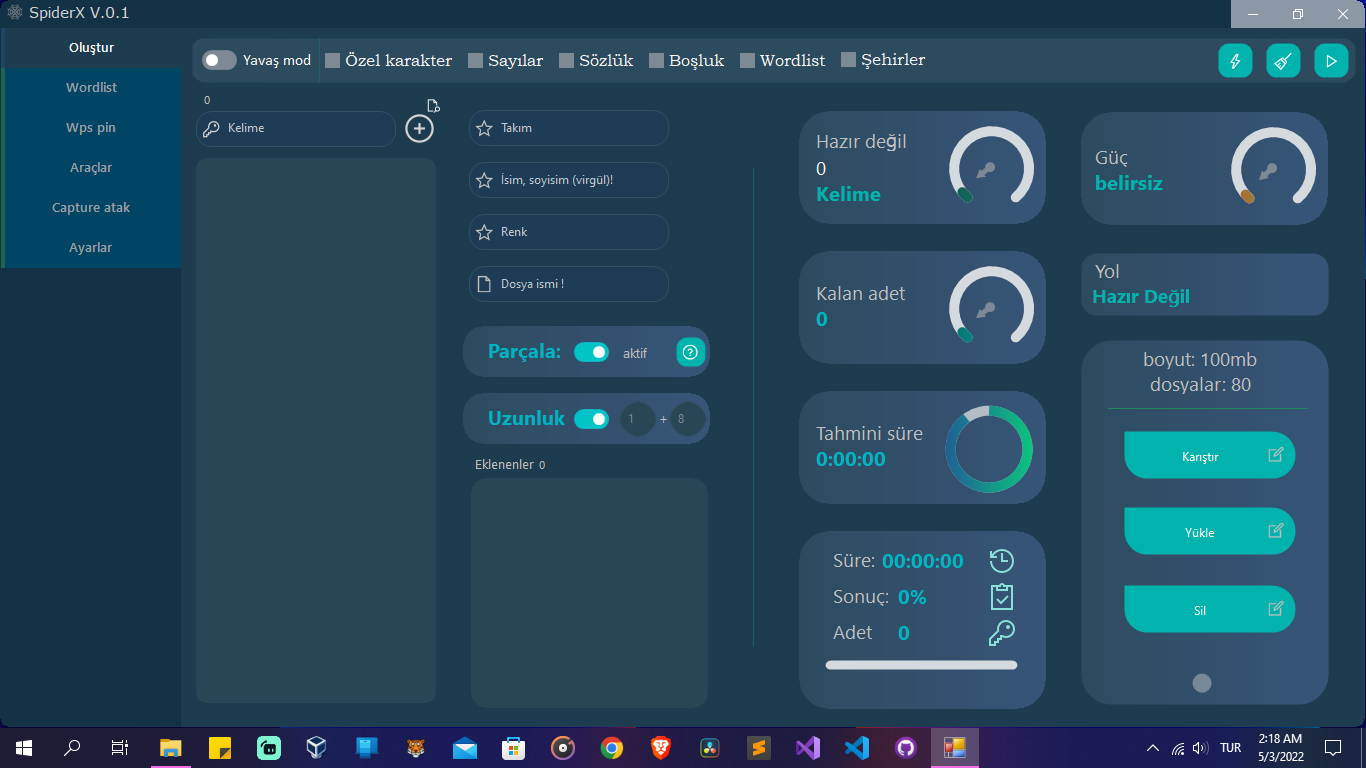 SpiderX V.0.1
Oluştur
Wordlist
Wps pin
Araçlar
Capture atak
Ayarlar
Yavaş mod
Özel karakter
Sayılar
Sözlük
Boşluk
Wordlist
Şehirler
0
Kelime
Takım
İsim, soyisim (virgül)!
Renk
Dosya ismi !
Parçala:
aktif
Uzunluk
1
+
8
Eklenenler 0
Hazır değil
0
Kelime
Kalan adet
0
Tahmini süre
0:00:00
Süre: 00:00:00
Sonuç: 0%
Adet 0
Güç
belirsiz
Yol
Hazır Değil
boyut: 100mb
dosyalar: 80
Karıştır
Yükle
Sil
TUR
2:18 AM
5/3/2022